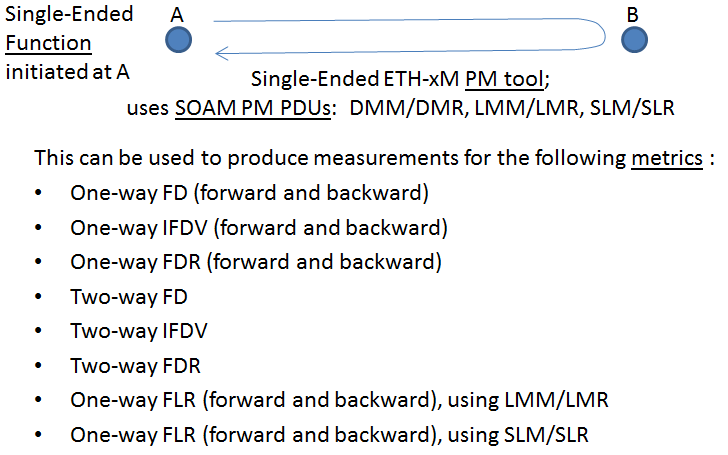 Single-Ended
Function
initiated at A
A
B
Single-Ended ETH-xM PM tool;
uses SOAM PM PDUs: DMM/DMR, LMM/LMR, SLM/SLR
This can be used to produce measurements for the following metrics :
• One-way FD (forward and backward)
• One-way IFDV (forward and backward)
• One-way FDR (forward and backward)
• Two-way FD
• Two-way IFDV
• Two-way FDR
• One-way FLR (forward and backward), using LMM/LMR
• One-way FLR (forward and backward), using SLM/SLR